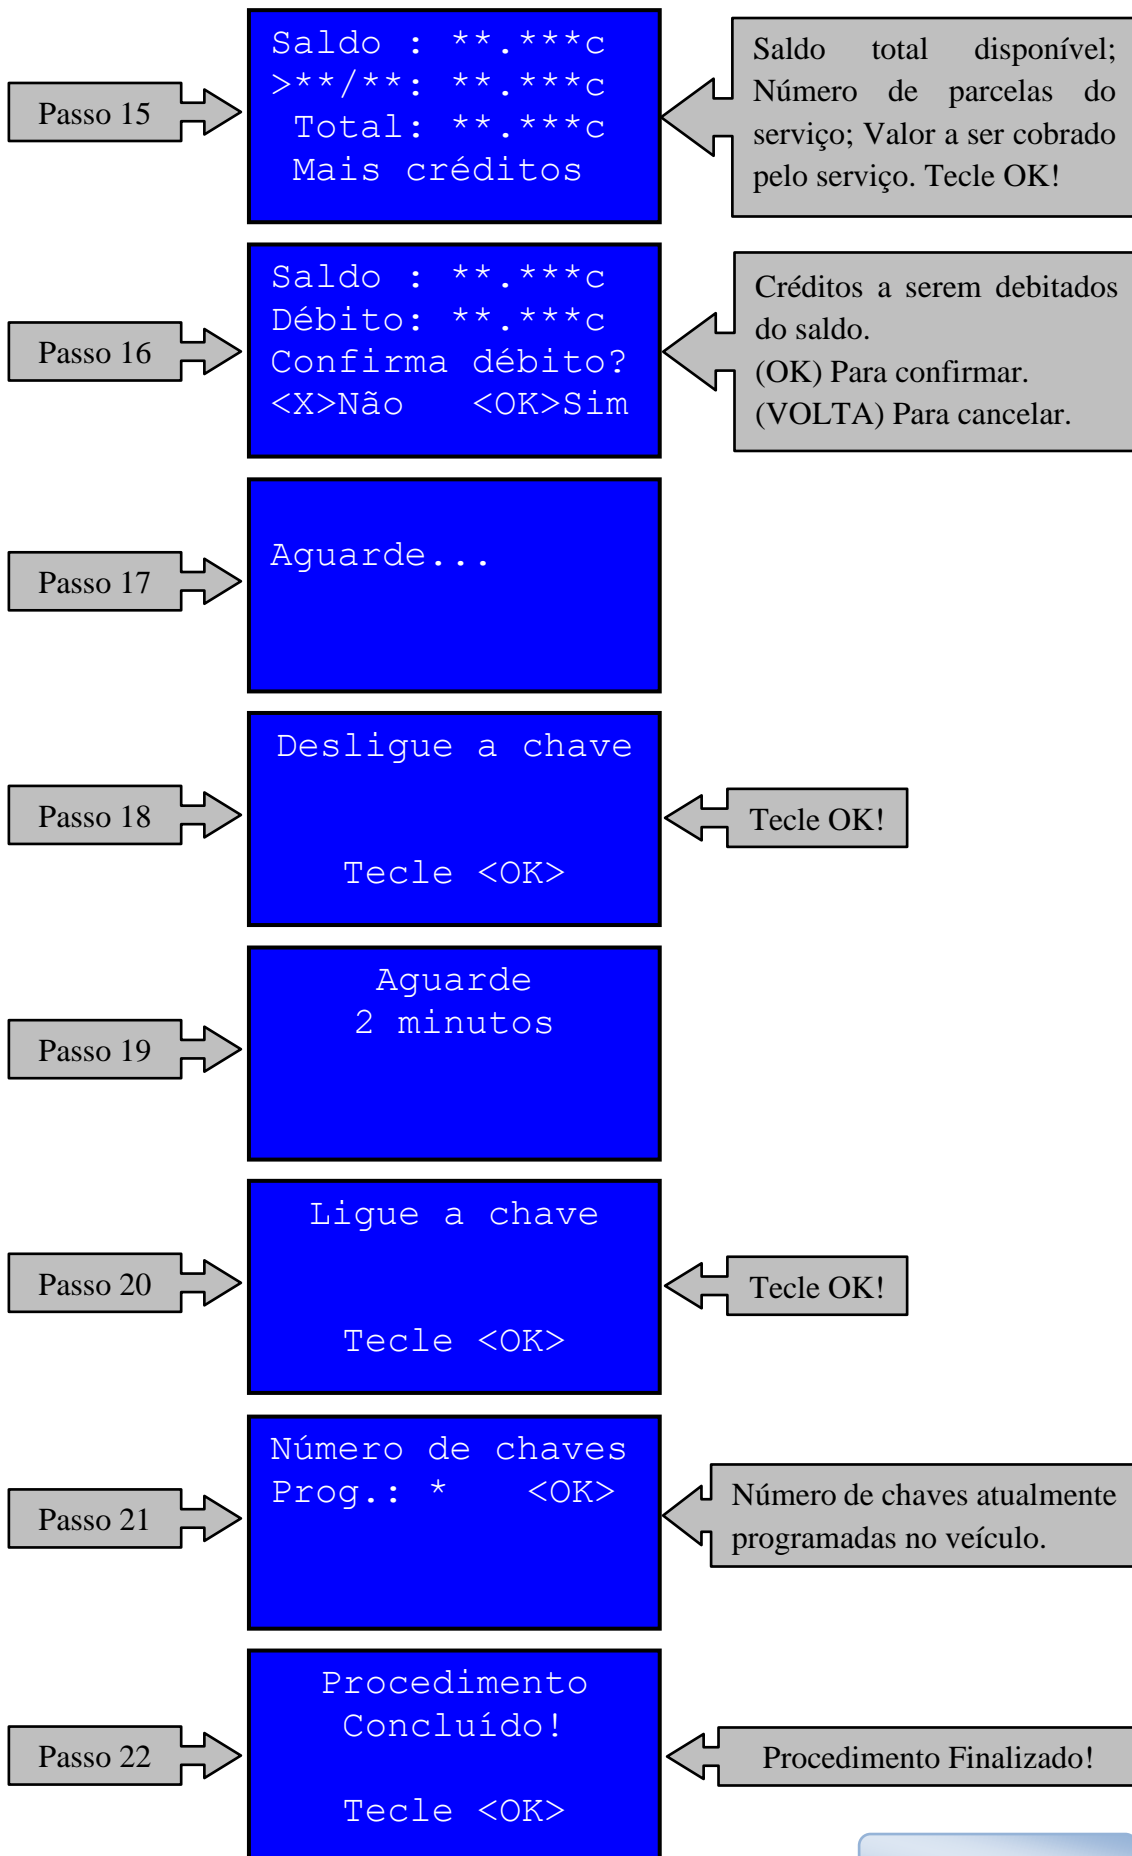 Passo 15
Saldo : **.***c
>**/**: **.***c
Total: **.***c
Mais créditos
Saldo total disponível;
Número de parcelas do
serviço; Valor a ser cobrado
pelo serviço. Tecle OK!
Passo 16
Saldo : **.***c
Débito: **.***c
Confirma débito?
<X>Não <OK>Sim
Créditos a serem debitados
do saldo.
(OK) Para confirmar.
(VOLTA) Para cancelar.
Passo 17
Aguarde...
Passo 18
Desligue a chave
Tecle <OK>
Tecle OK!
Passo 19
Aguarde
2 minutos
Passo 20
Ligue a chave
Tecle <OK>
Tecle OK!
Passo 21
Número de chaves
Prog.: * <OK>
Número de chaves atualmente
programadas no veículo.
Passo 22
Procedimento
Concluído!
Tecle <OK>
Procedimento Finalizado!